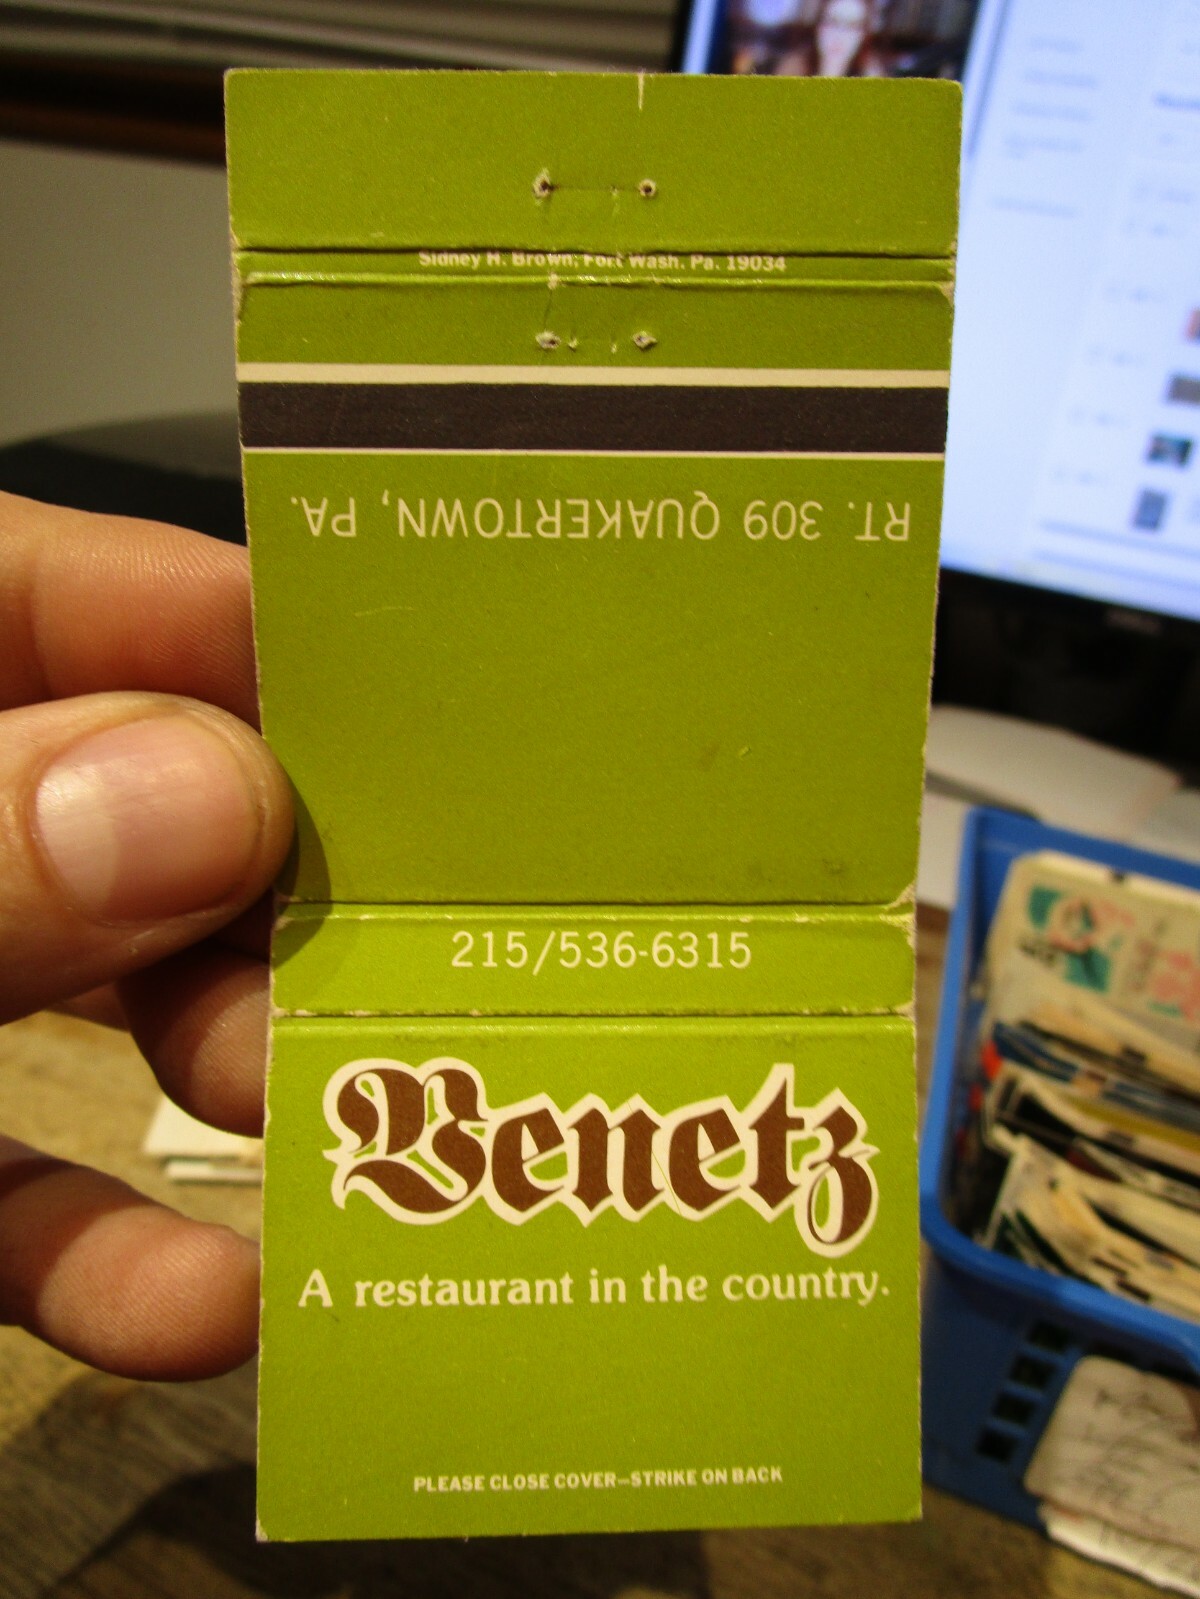 Sidney H. Brown, Fort Wash. Pa. 19034
RT. 309 QUAKERTOWN, PA.
215/536-6315
Venetz
A restaurant in the country.
PLEASE CLOSE COVER—STRIKE ON BACK